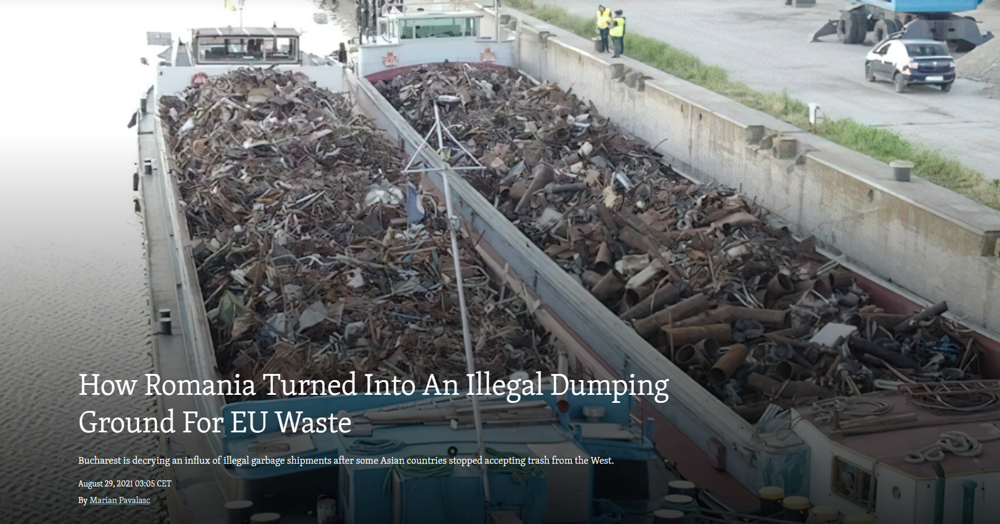 How Romania Turned Into An Illegal Dumping
Ground For EU Waste
Bucharest is decrying an influx of illegal garbage shipments after some Asian countries stopped accepting trash from the West.
August 29, 2021 03:05 CET
By Marian Pavalasc